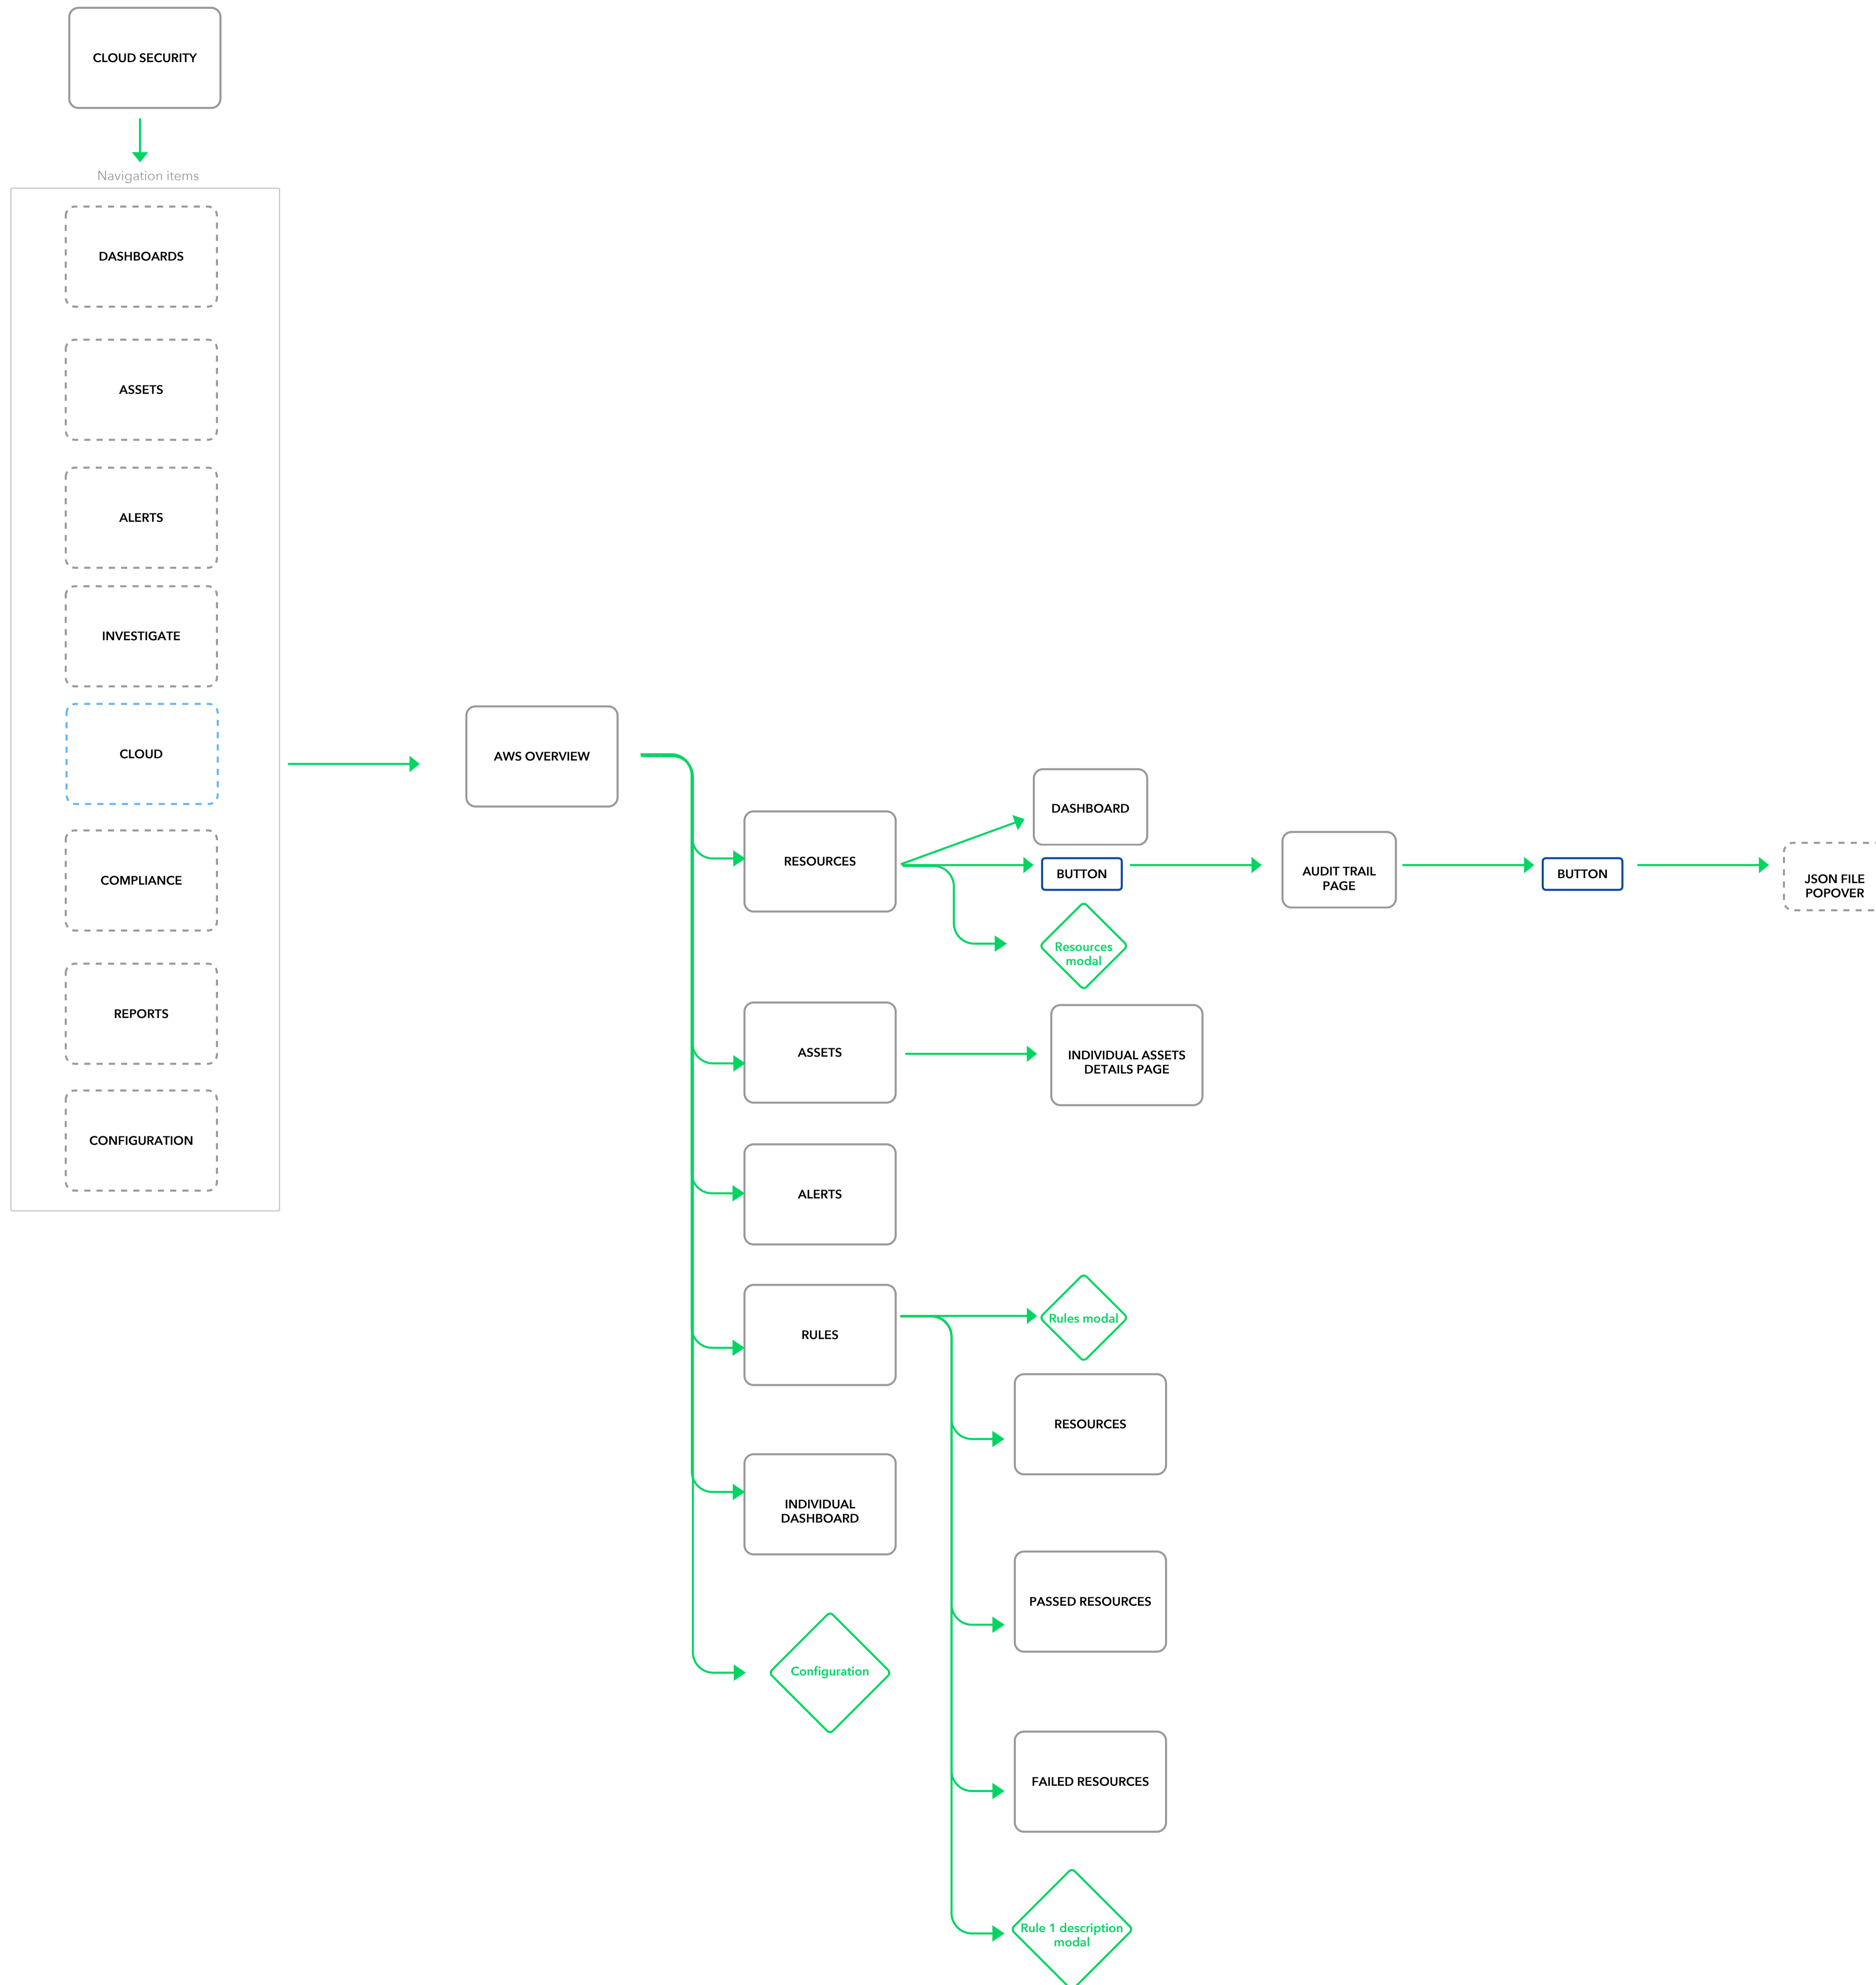 CLOUD SECURITY
Navigation items
DASHBOARDS
ASSETS
ALERTS
INVESTIGATE
CLOUD
COMPLIANCE
REPORTS
CONFIGURATION
AWS OVERVIEW
RESOURCES
DASHBOARD
BUTTON
AUDIT TRAIL
PAGE
BUTTON
JSON FILE
POPOVER
Resources
modal
ASSETS
INDIVIDUAL ASSETS
DETAILS PAGE
ALERTS
RULES
Rules modal
RESOURCES
INDIVIDUAL
DASHBOARD
PASSED RESOURCES
Configuration
FAILED RESOURCES
Rule 1 description
modal